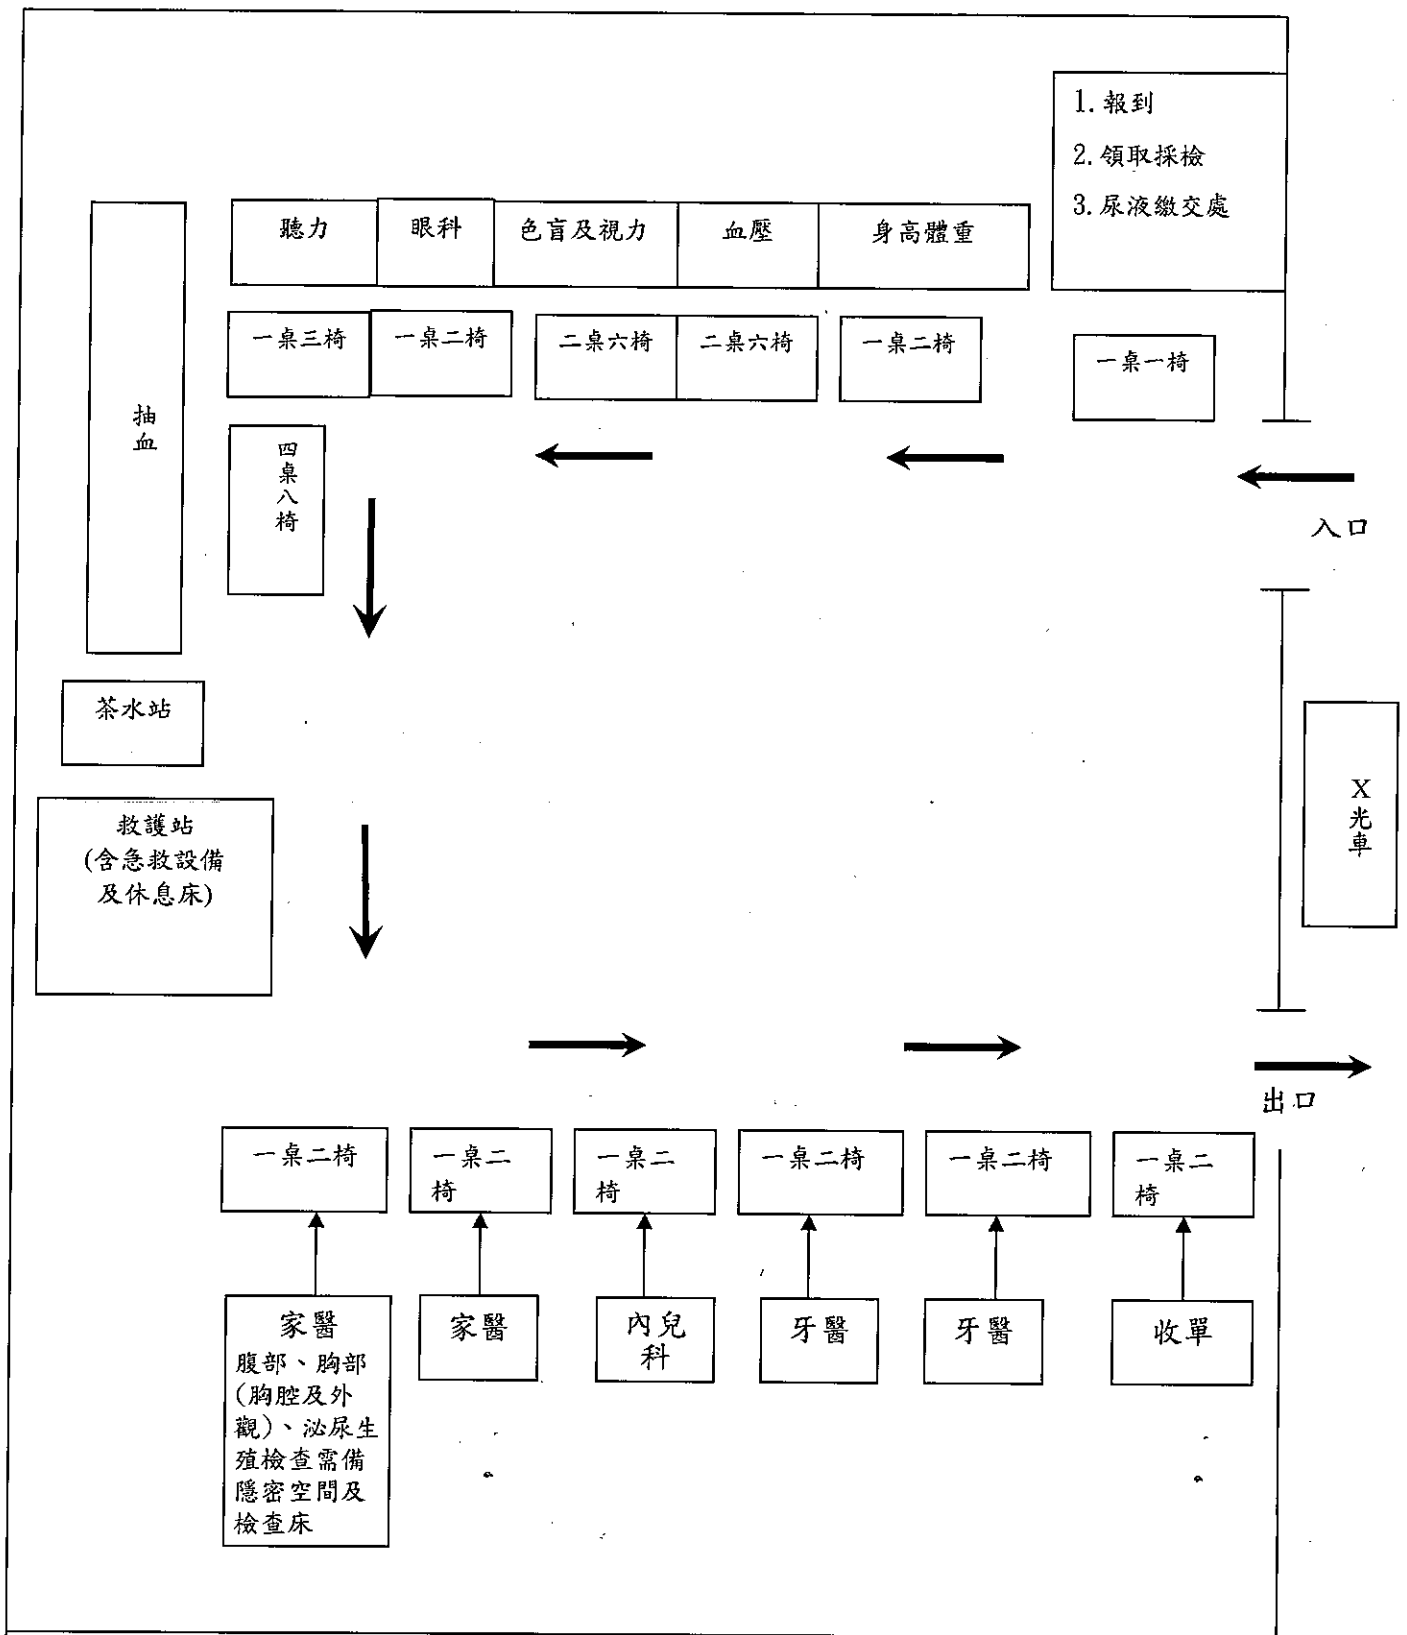 1. 報到
2. 領取採檢
3. 尿液繳交處
聽力
眼科
色盲及視力
血壓
身高體重
一桌三椅
一桌二椅
二桌六椅
二桌六椅
一桌二椅
一桌一椅
抽血
四桌八椅
入口
茶水站
救護站
(含急救設備
及休息床)
X光車
出口
一桌二椅
一桌二
椅
一桌二
椅
一桌二椅
一桌二椅
一桌二
椅
家醫
腹部、胸部
(胸腔及外
觀)、泌尿生
殖檢查需備
隱密空間及
檢查床
家醫
內兒
科
牙醫
牙醫
收單